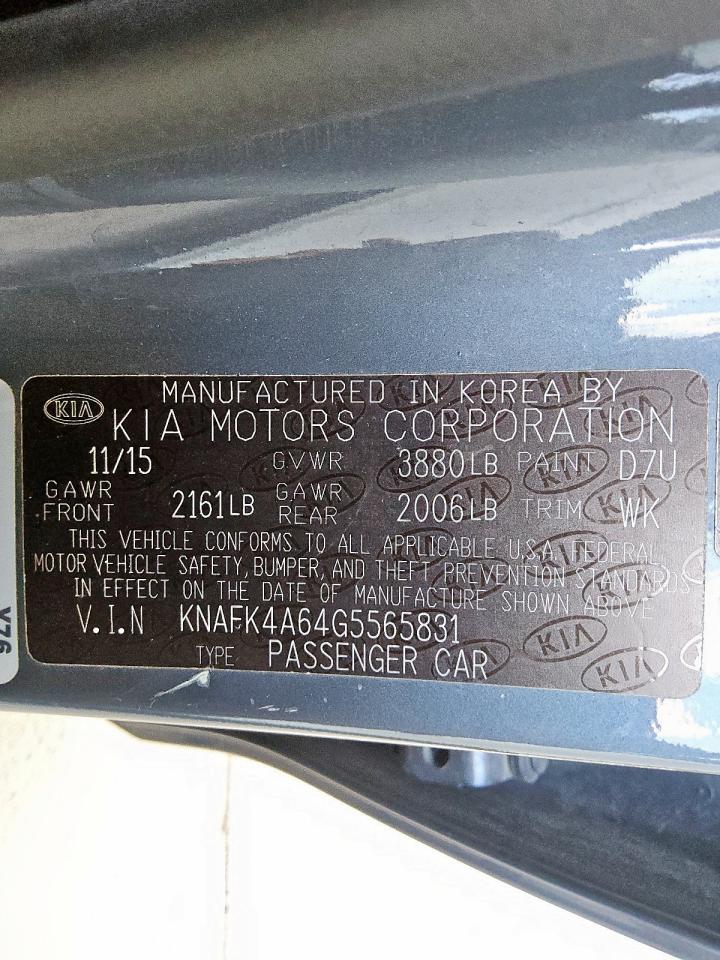 KIA
MANUFACTURED IN KOREA BY
KIA MOTORS CORPORATION
11/15 GVWR 3880LB PAINT D7U
GAWR FRONT 2161LB GAWR REAR 2006LB TRIM WK
THIS VEHICLE CONFORMS TO ALL APPLICABLE U.S.A. FEDERAL
MOTOR VEHICLE SAFETY, BUMPER, AND THEFT PREVENTION STANDARDS
IN EFFECT ON THE DATE OF MANUFACTURE SHOWN ABOVE
V.I.N KNAFK4A64G5565831
TYPE PASSENGER CAR